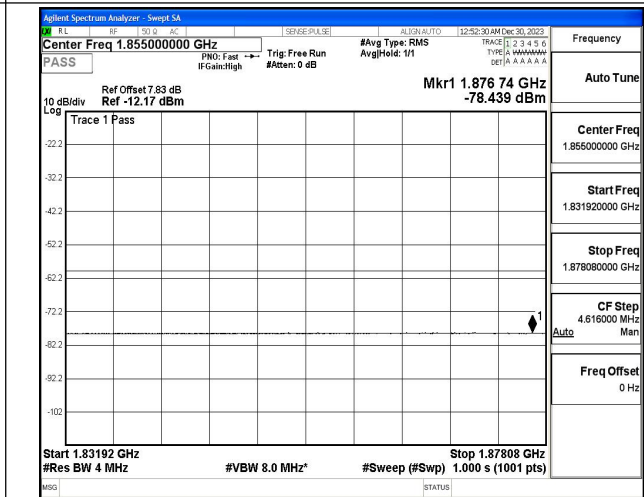 Agilent Spectrum Analyzer - Swept SA
RL RF 50 Ω AC SENSE:PULSE ALIGN AUTO 12:52:30 AM Dec 30, 2023
Center Freq 1.855000000 GHz #Avg Type: RMS TRACE 1 2 3 4 5 6 Frequency
PASS PNO: Fast Trig: Free Run Avg|Hold: 1/1 TYPE A WWWWW
IFGain:High #Atten: 0 dB DET A A A A A A
Auto Tune
Ref Offset 7.83 dB Mkr1 1.876 74 GHz
10 dB/div Ref -12.17 dBm -78.439 dBm
Log
Trace 1 Pass
Center Freq
1.855000000 GHz
-22.2
-32.2
Start Freq
1.831920000 GHz
-42.2
-52.2
Stop Freq
1.878080000 GHz
-62.2
-72.2
1
CF Step
4.616000 MHz
Auto Man
-82.2
-92.2
Freq Offset
0 Hz
-102
Start 1.83192 GHz Stop 1.87808 GHz
#Res BW 4 MHz #VBW 8.0 MHz* #Sweep (#Swp) 1.000 s (1001 pts)
MSG STATUS